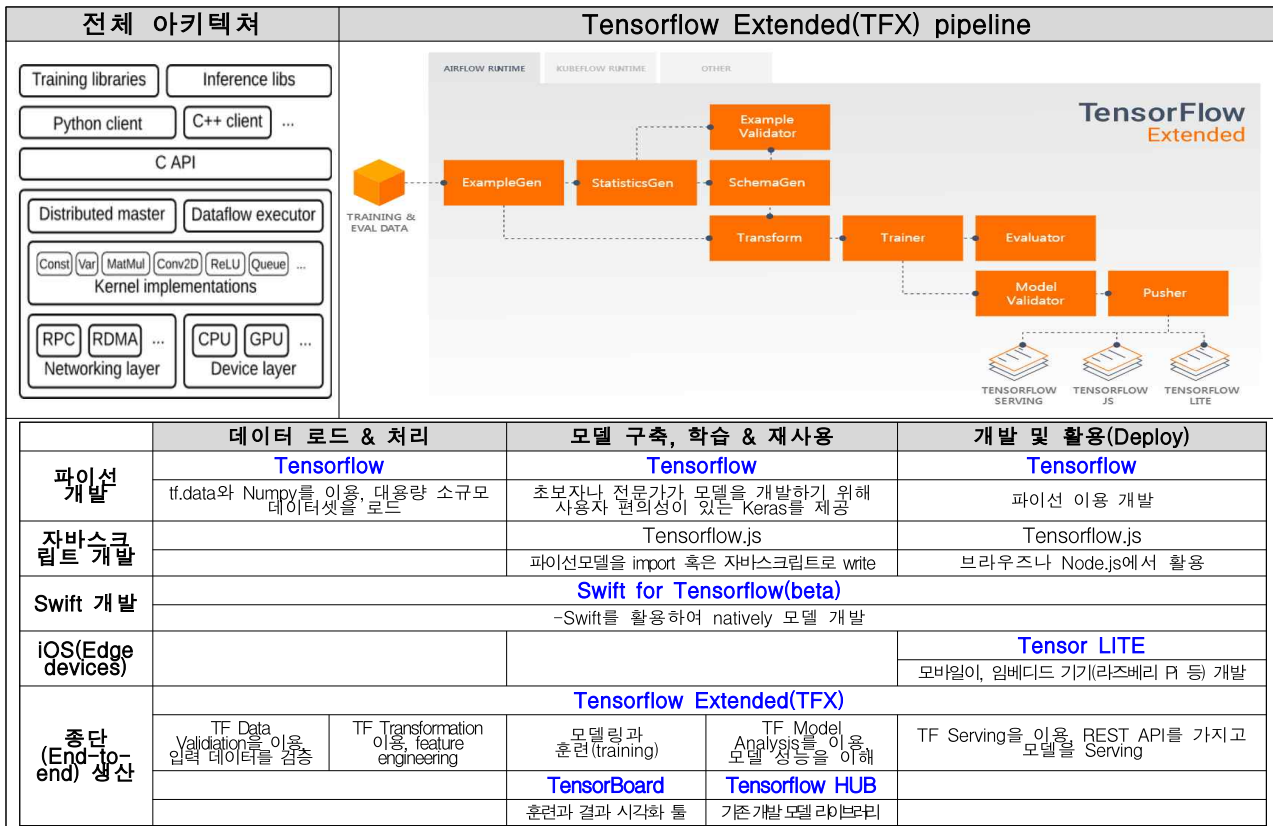 전체 아키텍쳐
Tensorflow Extended(TFX) pipeline
Training libraries
Inference libs
Python client
C++ client
...
C API
Distributed master
Dataflow executor
Const
Var
MatMul
Conv2D
ReLU
Queue
...
Kernel implementations
RPC
RDMA
...
Networking layer
CPU
GPU
...
Device layer
AIRFLOW RUNTIME
KUBEFLOW RUNTIME
OTHER
TensorFlow
Extended
TRAINING &
EVAL DATA
ExampleGen
StatisticsGen
Example
Validator
SchemaGen
Transform
Trainer
Evaluator
Model
Validator
Pusher
TENSORFLOW
SERVING
TENSORFLOW
JS
TENSORFLOW
LITE
데이터 로드 & 처리
모델 구축, 학습 & 재사용
개발 및 활용(Deploy)
파이선
개발
Tensorflow
Tensorflow
Tensorflow
tf.data와 Numpy를 이용, 대용량 소규모
데이터셋을 로드
초보자나 전문가가 모델을 개발하기 위해
사용자 편의성이 있는 Keras를 제공
파이선 이용 개발
자바스크
립트 개발
Tensorflow.js
Tensorflow.js
파이선모델을 import 혹은 자바스크립트로 write
브라우즈나 Node.js에서 활용
Swift 개발
Swift for Tensorflow(beta)
-Swift를 활용하여 natively 모델 개발
iOS(Edge
devices)
Tensor LITE
모바일이, 임베디드 기기(라즈베리 Pi 등) 개발
종단
(End-to-
end) 생산
Tensorflow Extended(TFX)
TF Data
Validiation을 이용,
입력 데이터를 검증
TF Transformation
이용, feature
engineering
모델링과
훈련(training)
TF Model
Analysis를 이용,
모델 성능을 이해
TF Serving을 이용, REST API를 가지고
모델을 Serving
TensorBoard
Tensorflow HUB
훈련과 결과 시각화 툴
기존 개발 모델 라이브러리